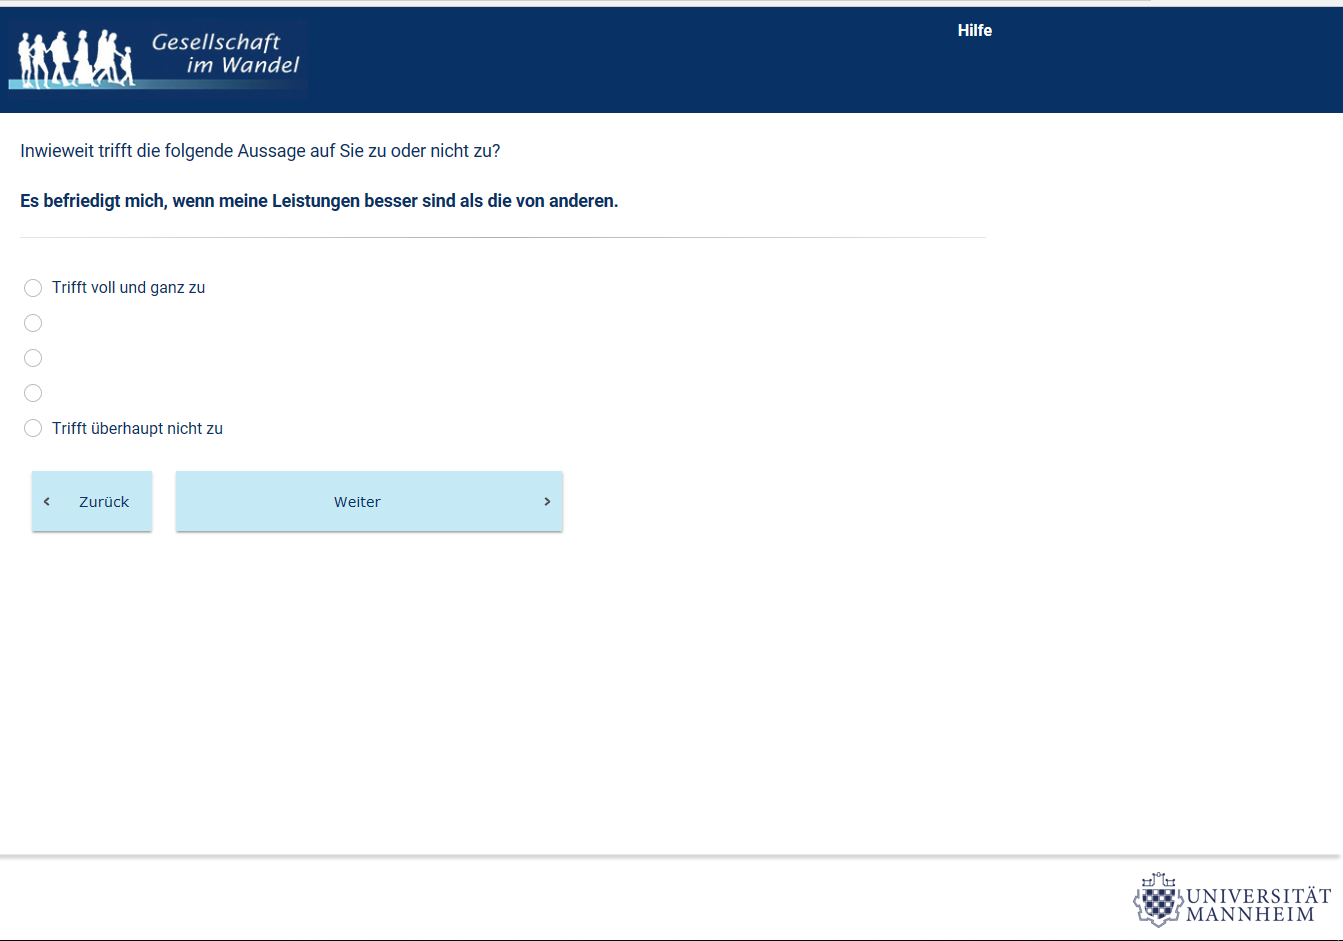 Gesellschaft
im Wandel
Hilfe
Inwieweit trifft die folgende Aussage auf Sie zu oder nicht zu?
Es befriedigt mich, wenn meine Leistungen besser sind als die von anderen.
Trifft voll und ganz zu
Trifft überhaupt nicht zu
Zurück
Weiter
UNIVERSITÄT
MANNHEIM